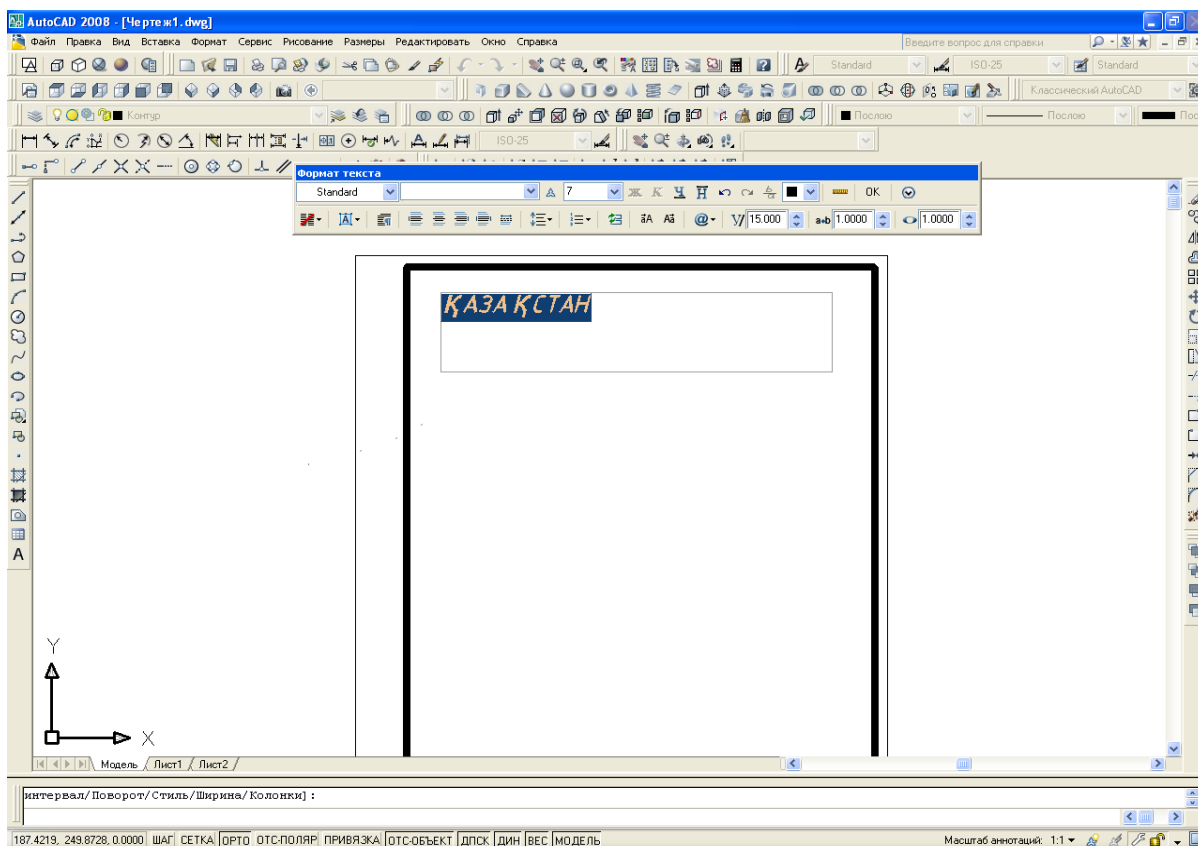 AutoCAD 2008 - [Чертеж1.dwg]
Файл Правка Вид Вставка Формат Сервис Рисование Размеры Редактировать Окно Справка
Введите вопрос для справки
Standard ISO-25 Standard
Классический AutoCAD
Контур
Послою Послою Пос
ISO-25
Формат текста
Standard 7 Ж К Ч Н OK
āA Aā @ 15.000 a•b 1.0000 1.0000
ҚАЗАҚСТАН
A
Y
X
Модель Лист1 Лист2
интервал/Поворот/Стиль/Ширина/Колонки]:
187.4219, 249.8728, 0.0000 ШАГ СЕТКА ОРТО ОТС-ПОЛЯР ПРИВЯЗКА ОТС-ОБЪЕКТ ДПСК ДИН ВЕС МОДЕЛЬ
Масштаб аннотаций: 1:1